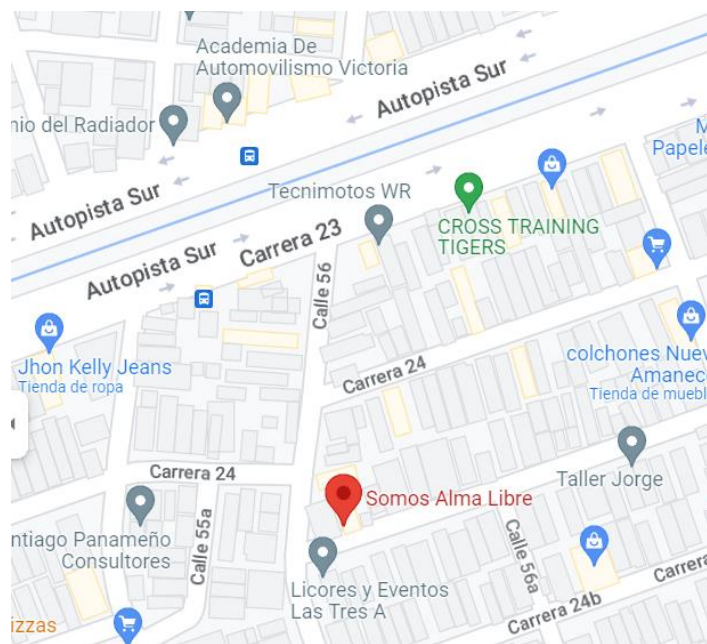 Academia De
Automovilismo Victoria
Autopista Sur
nio del Radiador
M
Papele
Tecnimotos WR
CROSS TRAINING
TIGERS
Autopista Sur
Carrera 23
Autopista Sur
Calle 56
Jhon Kelly Jeans
Tienda de ropa
Carrera 24
colchones Nuev
Amanec
Tienda de muebl
Carrera 24
Somos Alma Libre
Taller Jorge
ntiago Panameño
Consultores
Calle 55a
Licores y Eventos
Las Tres A
Calle 56a
Carrera
Carrera 24b
izzas